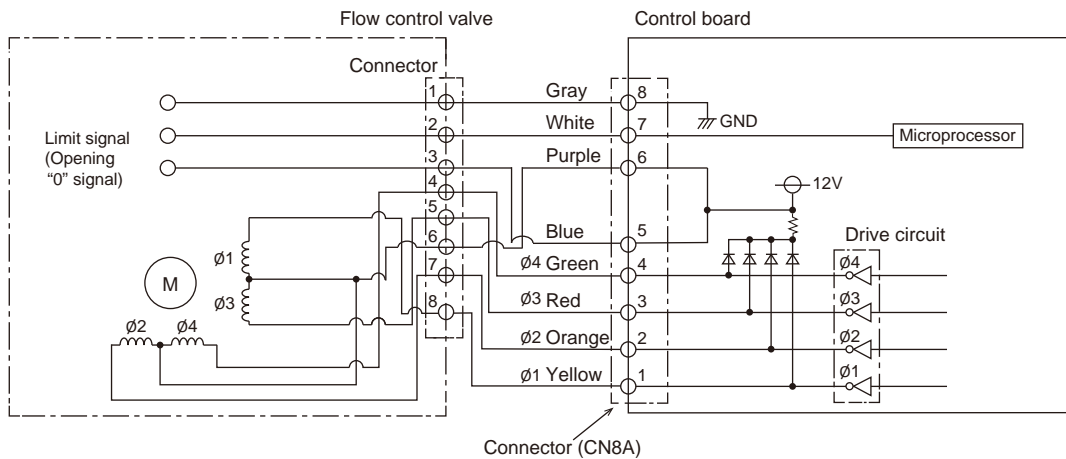 Flow control valve
Control board
Connector
1
Gray
8
GND
2
White
7
Microprocessor
Limit signal
(Opening
“0” signal)
3
Purple
6
12V
4
5
Blue
5
Drive circuit
6
Ø1
Ø4 Green
4
Ø4
7
M
Ø3
8
Ø3 Red
3
Ø3
Ø2
Ø4
Ø2 Orange
2
Ø2
Ø1 Yellow
1
Ø1
Connector (CN8A)